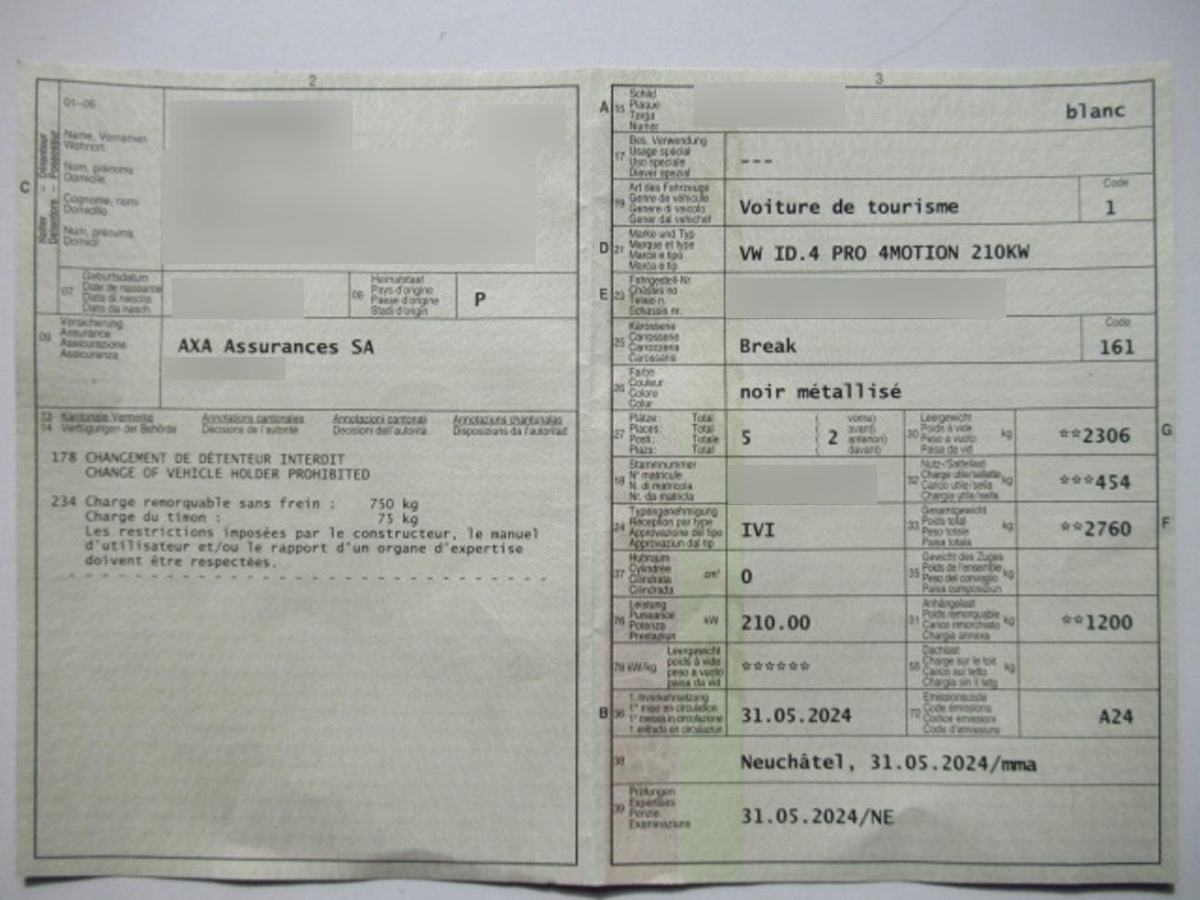 2
C
Halter - Détenteur
Detentore - Possessur
01-06
Name, Vornamen
Wohnort
Nom, prénoms
Domicile
Cognome, nomi
Domicilio
Num, prenums
Domicil
07
Geburtsdatum
Date de naissance
Data di nascita
Data da nasch.
08
Heimatstaat
Pays d'origine
Paese d'origine
Stadi d'origin
P
09
Versicherung
Assurance
Assicurazione
Assicuranza
AXA Assurances SA
13 Kantonale Vermerke Annotations cantonales Annotazioni cantonali Annotaziuns chantunalas
14 Verfügungen der Behörde Décisions de l'autorité Decisioni dell'autorità Disposiziuns da l'autoritad
178 CHANGEMENT DE DÉTENTEUR INTERDIT
CHANGE OF VEHICLE HOLDER PROHIBITED
234 Charge remorquable sans frein : 750 kg
Charge du timon : 75 kg
Les restrictions imposées par le constructeur, le manuel
d'utilisateur et/ou le rapport d'un organe d'expertise
doivent être respectées.
3
A 15
Schild
Plaque
Targa
Numer
blanc
17
Bes. Verwendung
Usage spécial
Uso speciale
Diever spezial
---
19
Art des Fahrzeugs
Genre de véhicule
Genere di veicolo
Gener dal vehichel
Voiture de tourisme
Code
1
D 21
Marke und Typ
Marque et type
Marca e tipo
Marca e tip
VW ID.4 PRO 4MOTION 210KW
E 23
Fahrgestell-Nr.
Châssis no
Telaio n.
Schassis nr.
25
Karosserie
Carrosserie
Carrozzeria
Carossaria
Break
Code
161
26
Farbe
Couleur
Colore
Color
noir métallisé
27
Plätze: Total
Places: Total
Posti: Totale
Plazs: Total
5
( 2
vorne)
avant)
anteriori)
davant)
30
Leergewicht
Poids à vide
Peso a vuoto
Paisa da vid
kg
**2306
G
18
Stammnummer
N° matricule
N. di matricola
Nr. da matricla
32
Nutz-/Sattellast
Charge utile/sellette
Carico utile/sella
Chargia utila/sella
kg
***454
24
Typengenehmigung
Réception par type
Approvazione del tipo
Approvaziun dal tip
IVI
33
Gesamtgewicht
Poids total
Peso totale
Paisa totala
kg
**2760
F
37
Hubraum
Cylindrée
Cilindrata
Cilindrada
cm³
0
35
Gewicht des Zuges
Poids de l'ensemble
Peso del convoglio
Paisa cumposiziun
kg
76
Leistung
Puissance
Potenza
Prestaziun
kW
210.00
31
Anhängelast
Poids remorquable
Carico rimorchiato
Chargia annexa
kg
**1200
78 kW/kg
Leergewicht
poids à vide
peso a vuoto
paisa da vid
******
55
Dachlast
Charge sur le toit
Carico sul tetto
Chargia sin il tetg
kg
B 36
1. Inverkehrsetzung
1re mise en circulation
1a messa in circolazione
1. entrada en circulaziun
31.05.2024
72
Emissionscode
Code émissions
Codice emissioni
Code d'emissiuns
A24
38
Neuchâtel, 31.05.2024/mma
39
Prüfungen
Expertises
Perizie
Examinaziuns
31.05.2024/NE